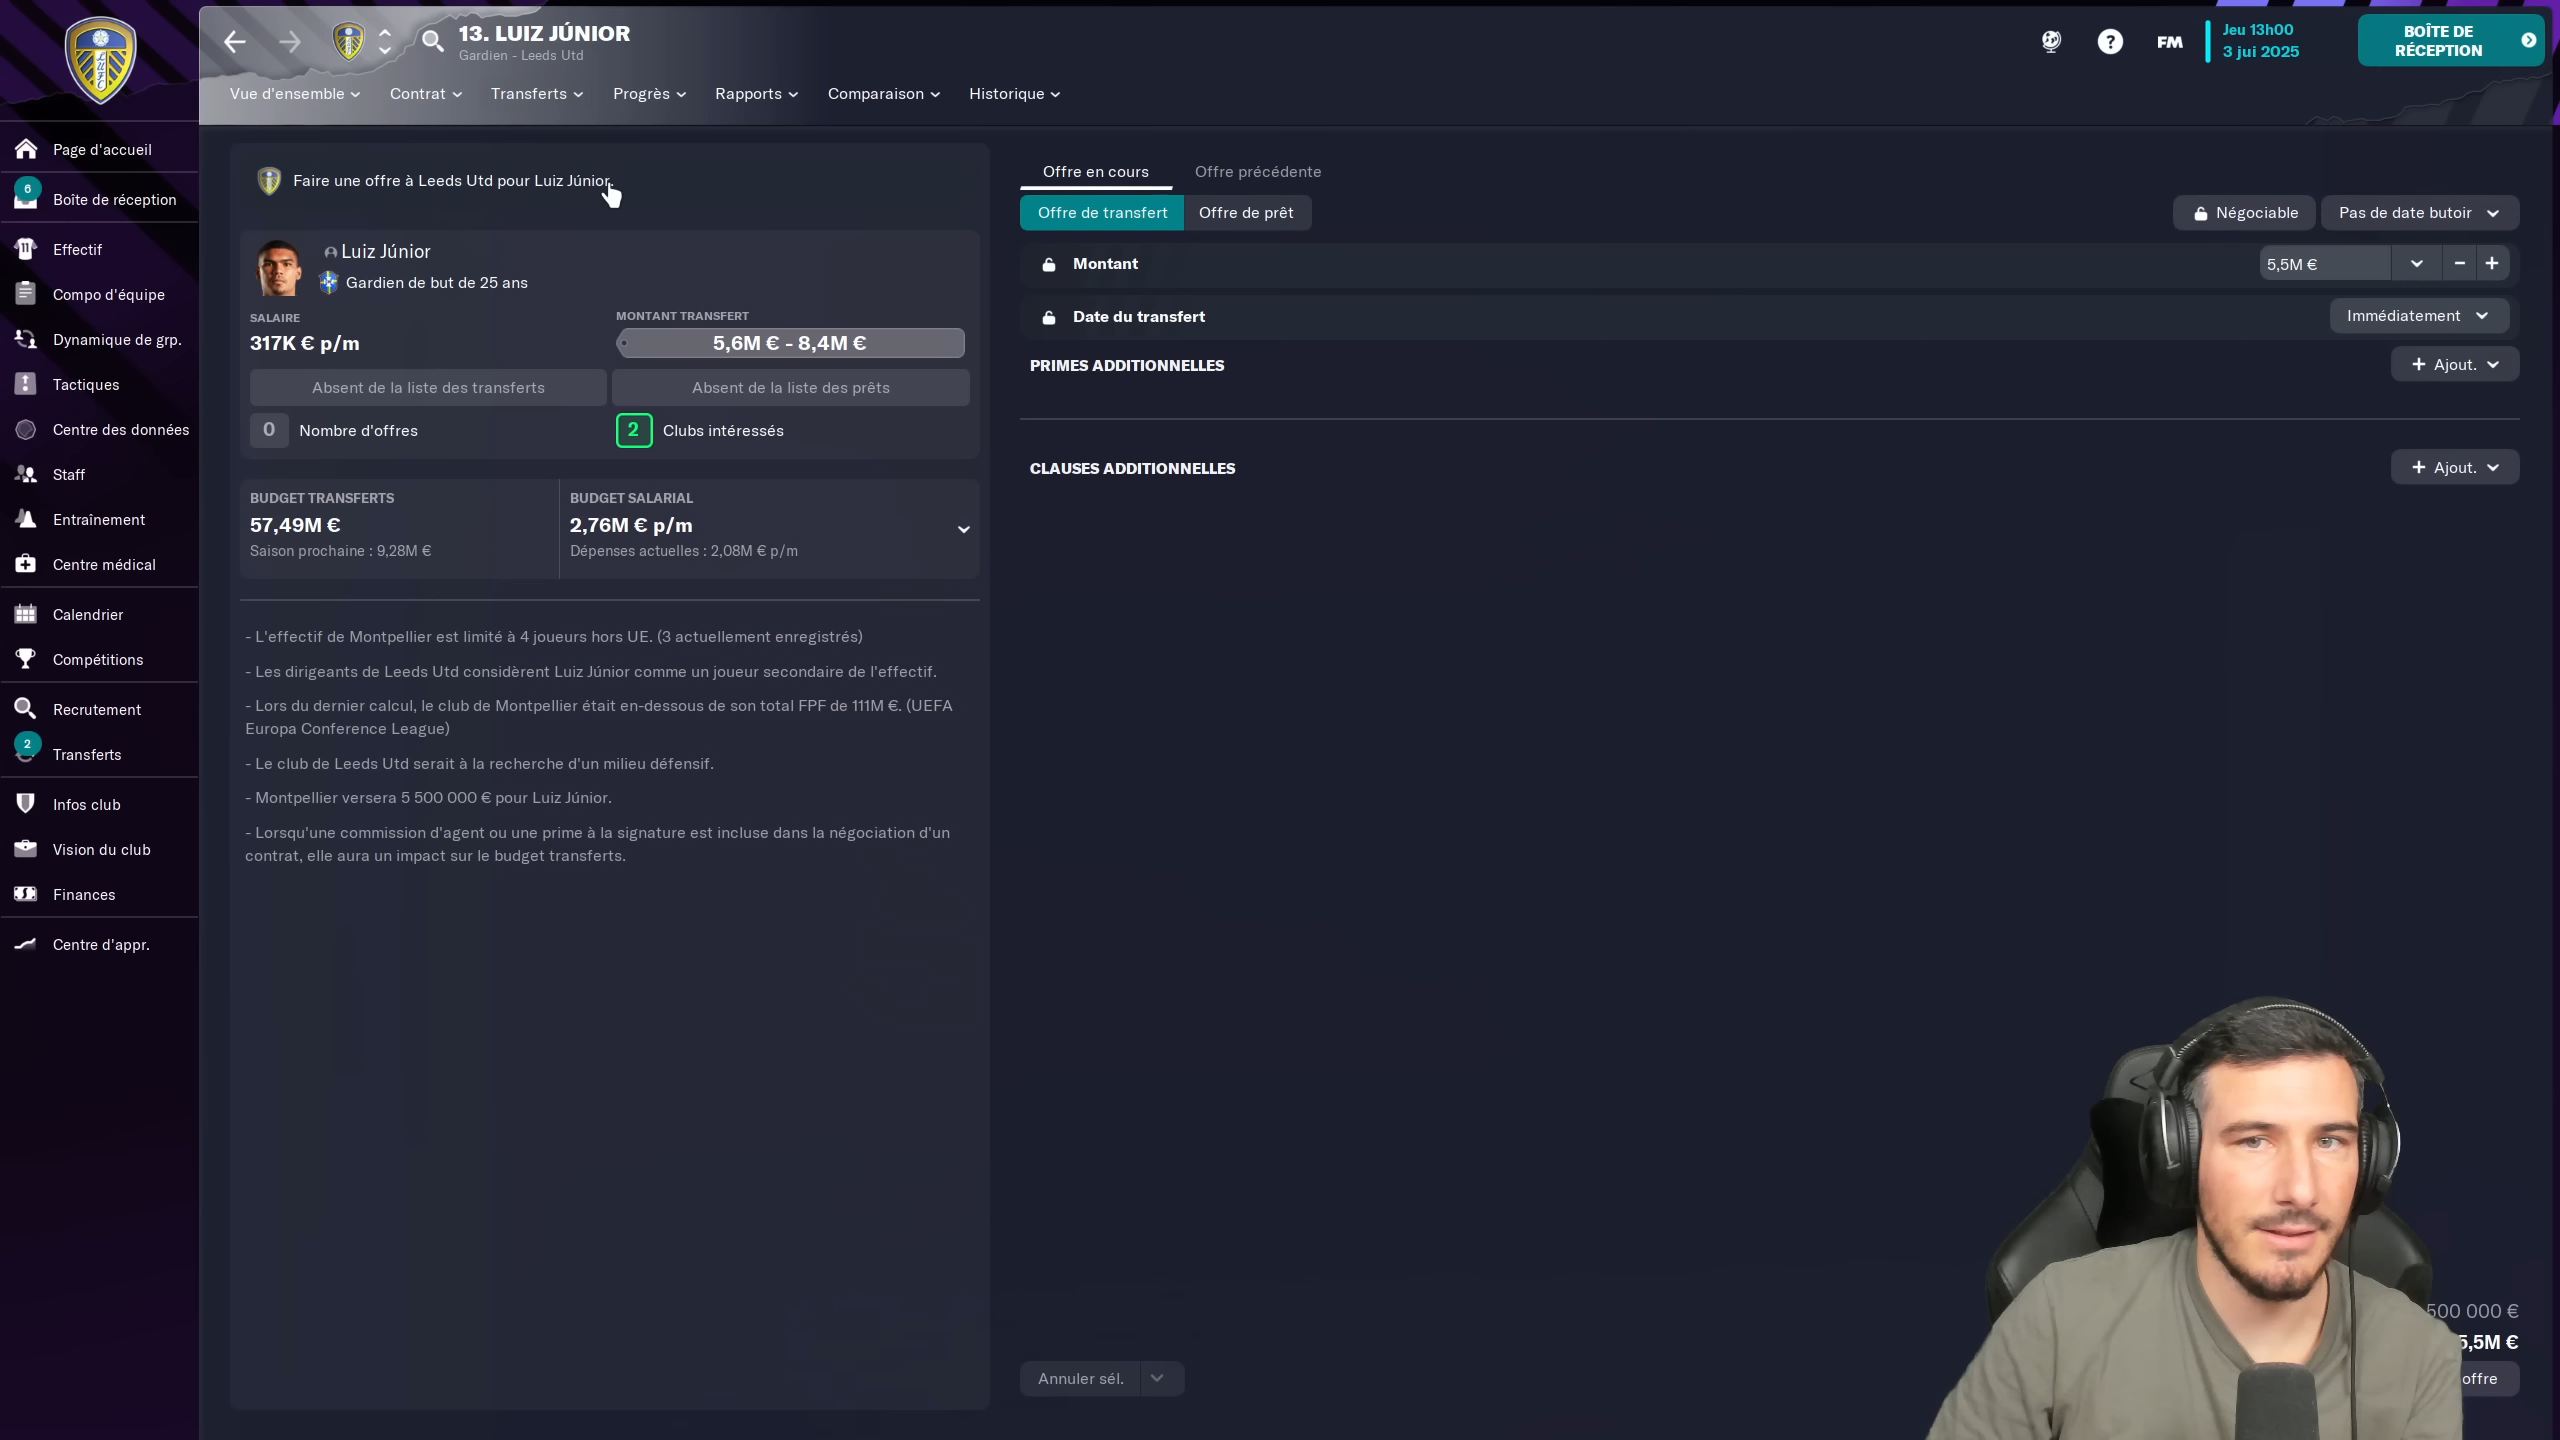 13. LUIZ JÚNIOR
Gardien - Leeds Utd
FM
Jeu 13h00
3 jui 2025
BOÎTE DE
RÉCEPTION
Vue d'ensemble
Contrat
Transferts
Progrès
Rapports
Comparaison
Historique
Page d'accueil
6
Boîte de réception
Effectif
Compo d'équipe
Dynamique de grp.
Tactiques
Centre des données
Staff
Entraînement
Centre médical
Calendrier
Compétitions
Recrutement
2
Transferts
Infos club
Vision du club
Finances
Centre d'appr.
Faire une offre à Leeds Utd pour Luiz Júnior.
Luiz Júnior
Gardien de but de 25 ans
SALAIRE
317K € p/m
MONTANT TRANSFERT
5,6M € - 8,4M €
Absent de la liste des transferts
Absent de la liste des prêts
0 Nombre d'offres
2 Clubs intéressés
BUDGET TRANSFERTS
57,49M €
Saison prochaine : 9,28M €
BUDGET SALARIAL
2,76M € p/m
Dépenses actuelles : 2,08M € p/m
- L'effectif de Montpellier est limité à 4 joueurs hors UE. (3 actuellement enregistrés)
- Les dirigeants de Leeds Utd considèrent Luiz Júnior comme un joueur secondaire de l'effectif.
- Lors du dernier calcul, le club de Montpellier était en-dessous de son total FPF de 111M €. (UEFA
Europa Conference League)
- Le club de Leeds Utd serait à la recherche d'un milieu défensif.
- Montpellier versera 5 500 000 € pour Luiz Júnior.
- Lorsqu'une commission d'agent ou une prime à la signature est incluse dans la négociation d'un
contrat, elle aura un impact sur le budget transferts.
Offre en cours
Offre précédente
Offre de transfert
Offre de prêt
Négociable
Pas de date butoir
Montant
5,5M €
Date du transfert
Immédiatement
PRIMES ADDITIONNELLES
+ Ajout.
CLAUSES ADDITIONNELLES
+ Ajout.
500 000 €
5,5M €
Annuler sél.
offre